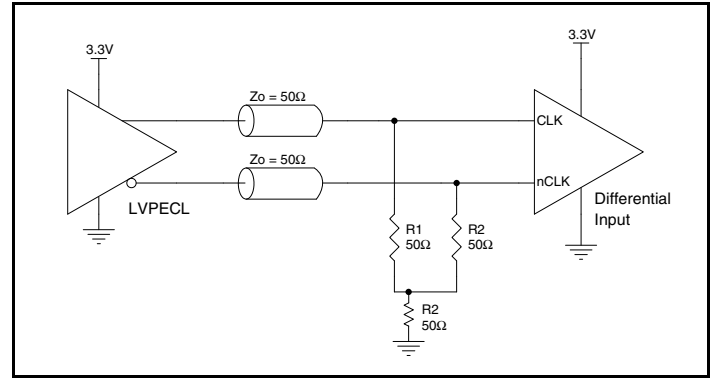 3.3V
3.3V
Zo = 50Ω
CLK
Zo = 50Ω
nCLK
LVPECL
Differential
Input
R1
50Ω
R2
50Ω
R2
50Ω